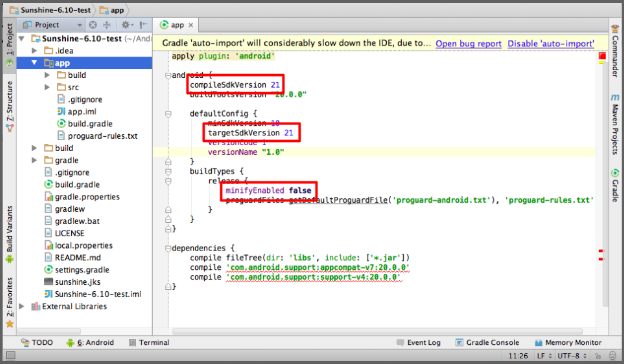 Sunshine-6.10-test
app
Project
app
Sunshine-6.10-test (~/And
.idea
app
build
src
.gitignore
app.iml
build.gradle
proguard-rules.txt
build
gradle
.gitignore
build.gradle
gradle.properties
gradlew
gradlew.bat
LICENSE
local.properties
README.md
settings.gradle
sunshine.jks
Sunshine-6.10-test.iml
External Libraries
1: Project
7: Structure
Build Variants
2: Favorites
Gradle 'auto-import' will considerably slow down the IDE, due to... Open bug report Disable 'auto-import'
apply plugin: 'android'
android {
compileSdkVersion 21
buildToolsVersion "20.0.0"
defaultConfig {
minSdkVersion 10
targetSdkVersion 21
versionCode 1
versionName "1.0"
}
buildTypes {
release {
minifyEnabled false
proguardFiles getDefaultProguardFile('proguard-android.txt'), 'proguard-rules.txt'
}
}
}
dependencies {
compile fileTree(dir: 'libs', include: ['*.jar'])
compile 'com.android.support:appcompat-v7:20.0.0'
compile 'com.android.support:support-v4:20.0.0'
}
Commander
m Maven Projects
Gradle
TODO
6: Android
Terminal
Event Log
Gradle Console
Memory Monitor
11:26 LF UTF-8